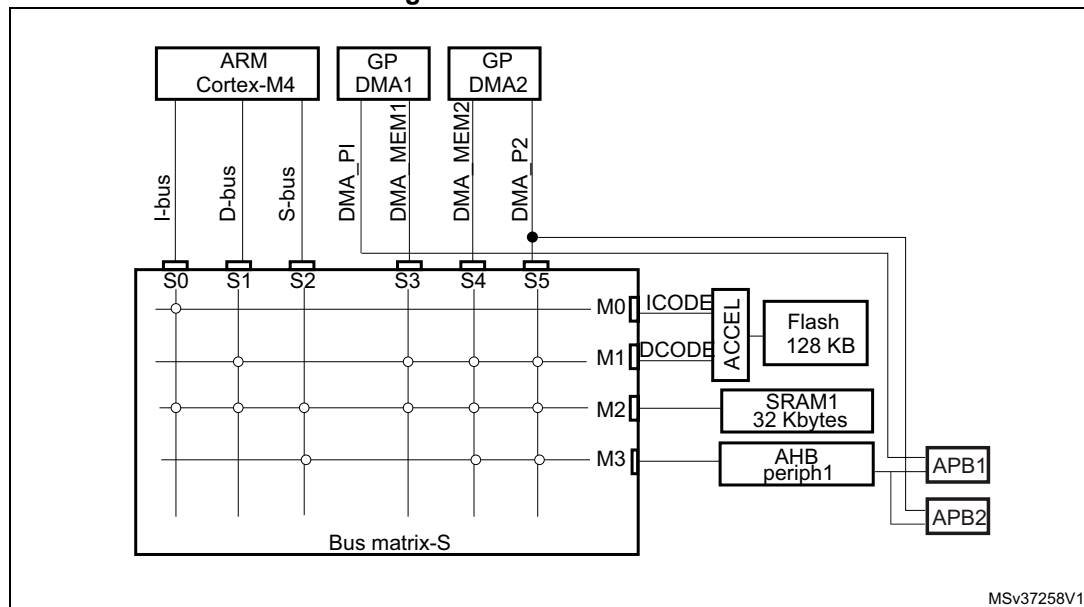 ARM
Cortex-M4
GP
DMA1
GP
DMA2
I-bus
D-bus
S-bus
DMA_PI
DMA_MEM1
DMA_MEM2
DMA_P2
S0
S1
S2
S3
S4
S5
M0
ICODE
M1
DCODE
ACCEL
Flash
128 KB
M2
SRAM1
32 Kbytes
M3
AHB
periph1
APB1
APB2
Bus matrix-S
MSv37258V1